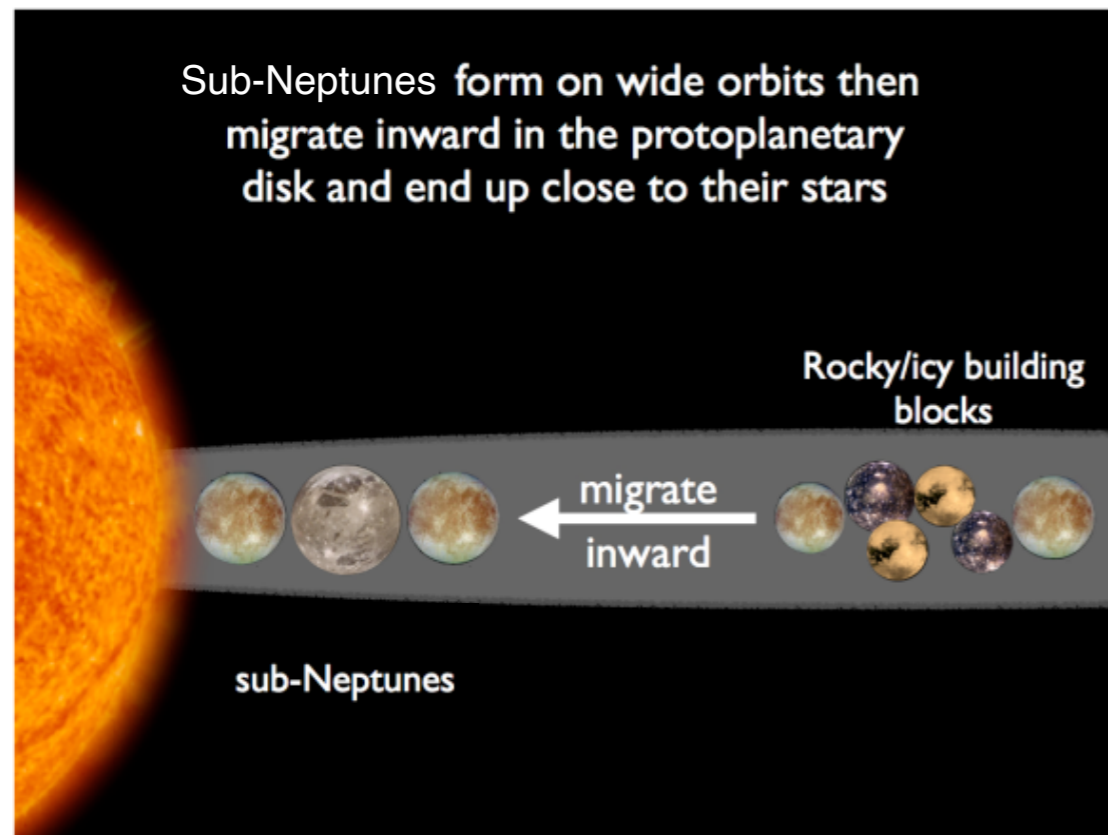 Sub-Neptunes form on wide orbits then
migrate inward in the protoplanetary
disk and end up close to their stars
Rocky/icy building
blocks
migrate
inward
sub-Neptunes